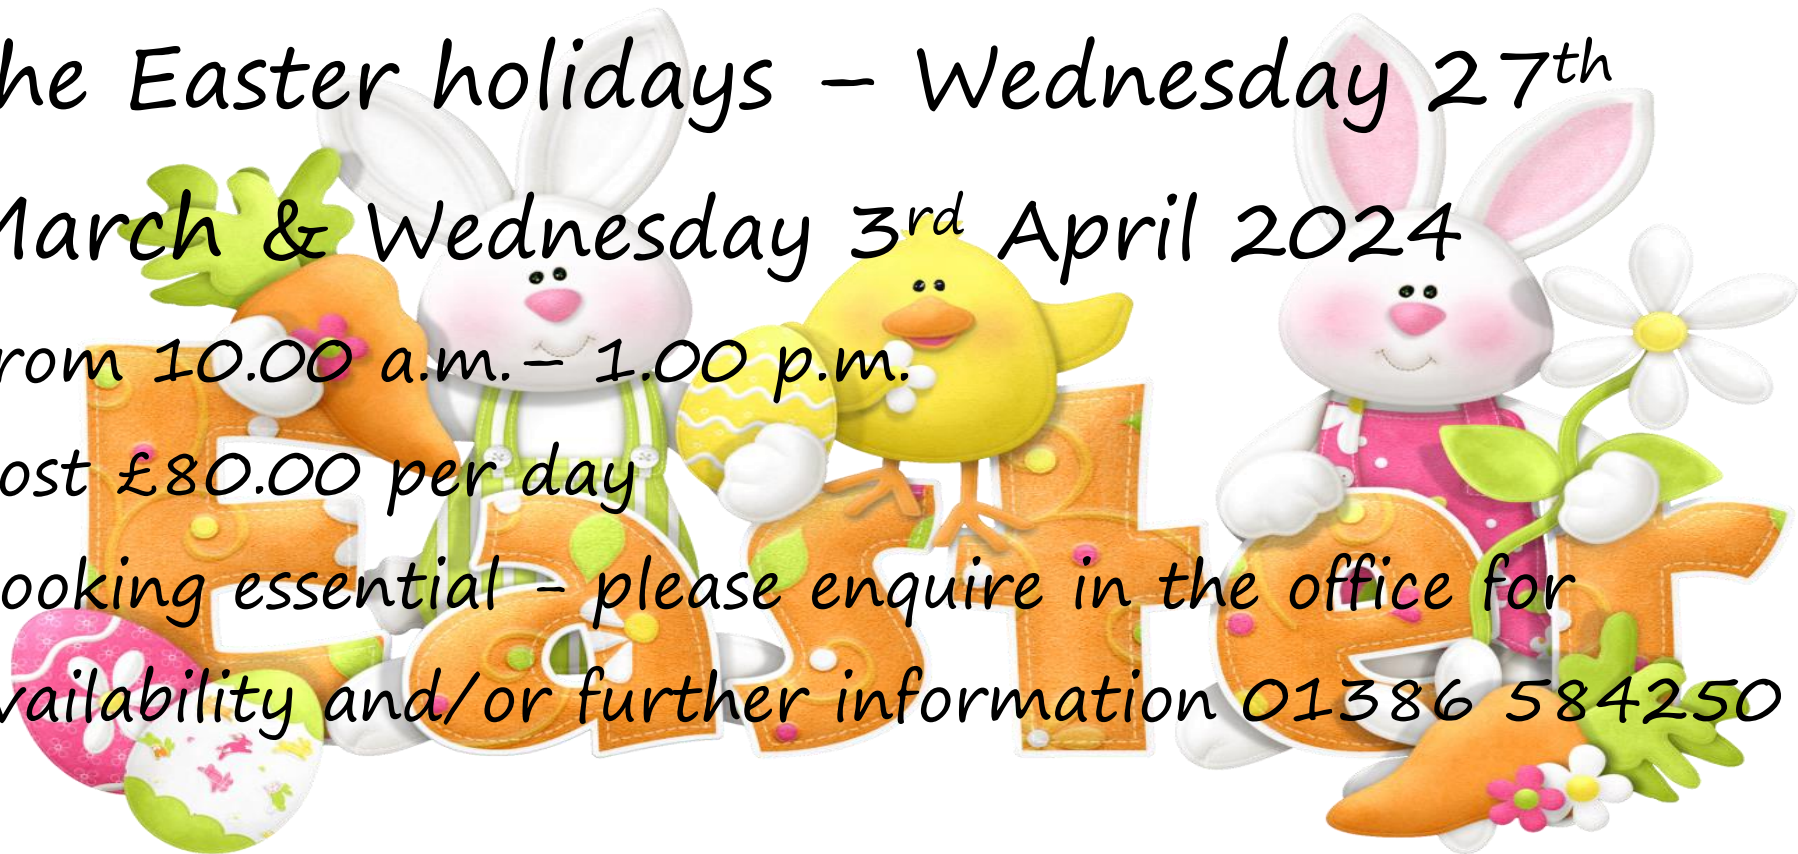 he Easter holidays – Wednesday 27th
March & Wednesday 3rd April 2024
rom 10.00 a.m. – 1.00 p.m.
ost £80.00 per day
ooking essential - please enquire in the office for
vailability and/or further information 01386 584250
Easter